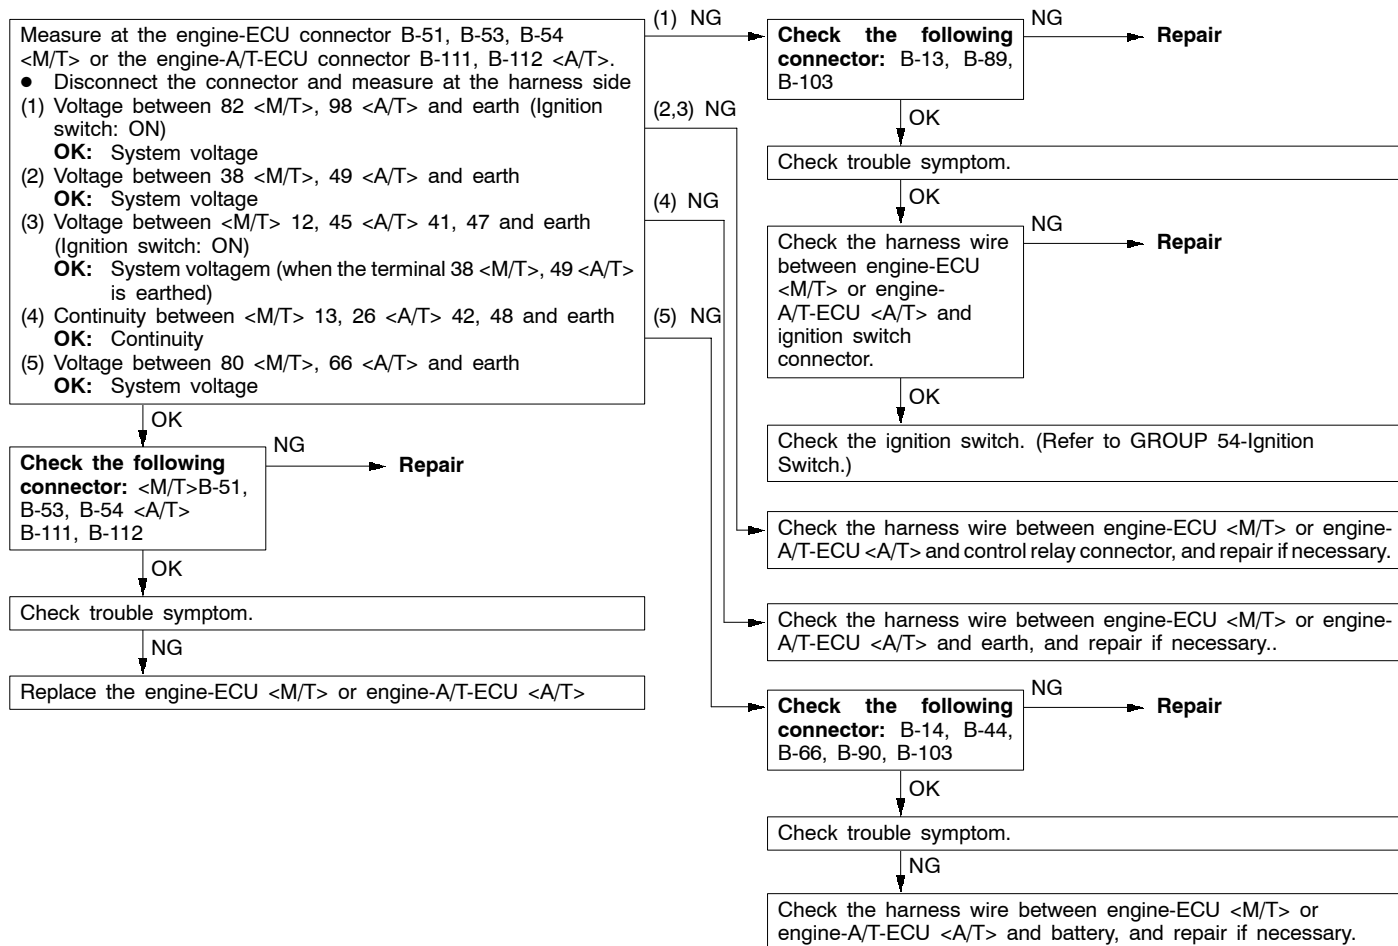 Measure at the engine-ECU connector B-51, B-53, B-54
<M/T> or the engine-A/T-ECU connector B-111, B-112 <A/T>.
● Disconnect the connector and measure at the harness side
(1) Voltage between 82 <M/T>, 98 <A/T> and earth (Ignition
switch: ON)
OK: System voltage
(2) Voltage between 38 <M/T>, 49 <A/T> and earth
OK: System voltage
(3) Voltage between <M/T> 12, 45 <A/T> 41, 47 and earth
(Ignition switch: ON)
OK: System voltagem (when the terminal 38 <M/T>, 49 <A/T>
is earthed)
(4) Continuity between <M/T> 13, 26 <A/T> 42, 48 and earth
OK: Continuity
(5) Voltage between 80 <M/T>, 66 <A/T> and earth
OK: System voltage
OK
Check the following
connector: <M/T>B-51,
B-53, B-54 <A/T>
B-111, B-112
NG
Repair
OK
Check trouble symptom.
NG
Replace the engine-ECU <M/T> or engine-A/T-ECU <A/T>
(1) NG
Check the following
connector: B-13, B-89,
B-103
NG
Repair
OK
Check trouble symptom.
OK
Check the harness wire
between engine-ECU
<M/T> or engine-
A/T-ECU <A/T> and
ignition switch
connector.
NG
Repair
OK
Check the ignition switch. (Refer to GROUP 54-Ignition
Switch.)
(2,3) NG
Check the harness wire between engine-ECU <M/T> or engine-
A/T-ECU <A/T> and control relay connector, and repair if necessary.
(4) NG
Check the harness wire between engine-ECU <M/T> or engine-
A/T-ECU <A/T> and earth, and repair if necessary..
(5) NG
Check the following
connector: B-14, B-44,
B-66, B-90, B-103
NG
Repair
OK
Check trouble symptom.
NG
Check the harness wire between engine-ECU <M/T> or
engine-A/T-ECU <A/T> and battery, and repair if necessary.